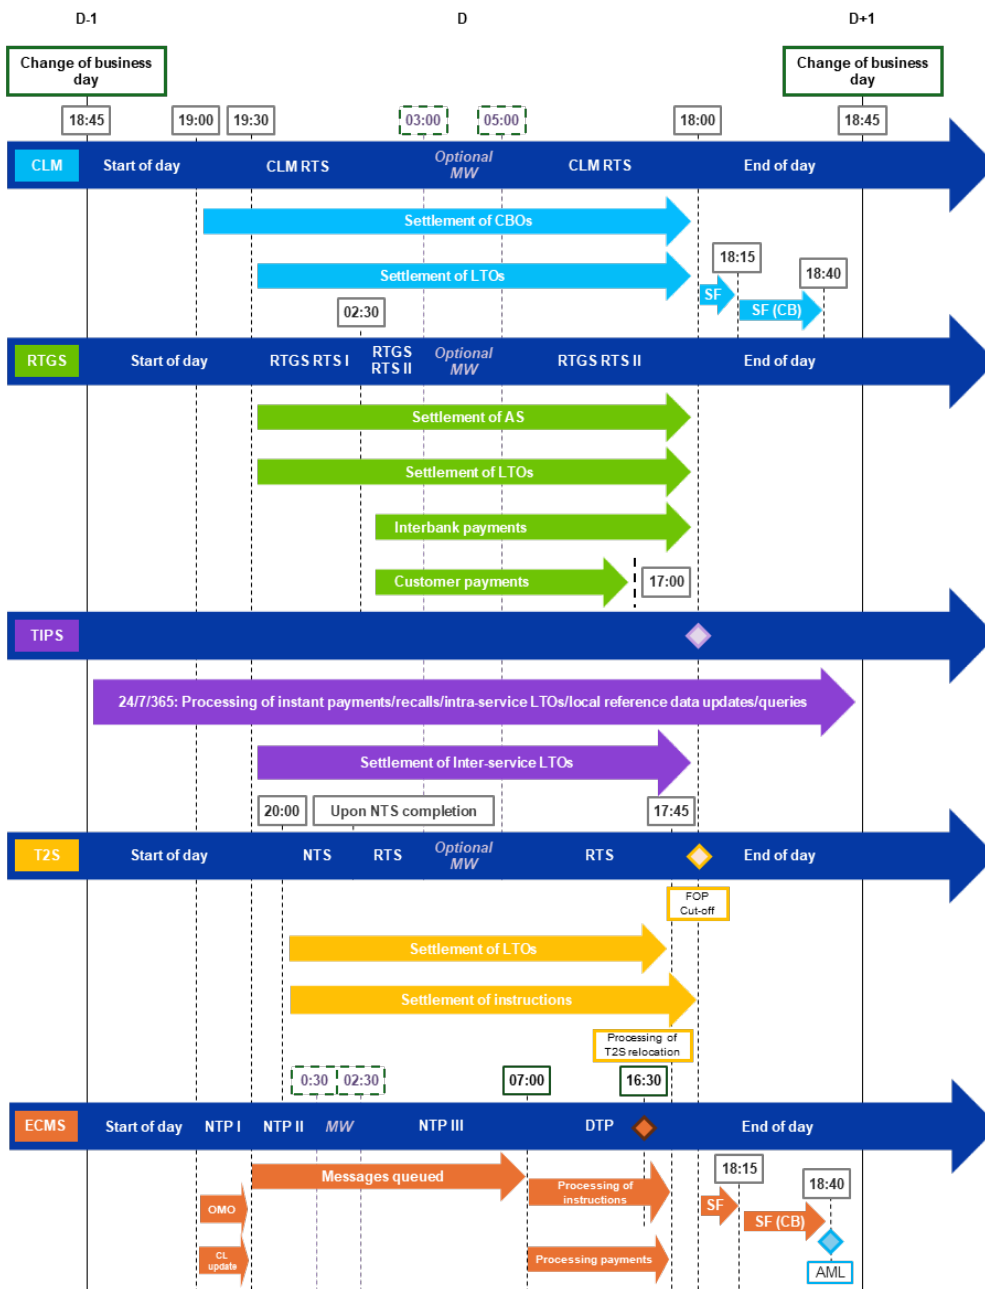 D-1
D
D+1
Change of business
day
Change of business
day
18:45
19:00
19:30
03:00
05:00
18:00
18:45
CLM
Start of day
CLM RTS
Optional
MW
CLM RTS
End of day
Settlement of CBOs
18:15
Settlement of LTOs
18:40
SF
SF (CB)
02:30
RTGS
Start of day
RTGS RTS I
RTGS
RTS II
Optional
MW
RTGS RTS II
End of day
Settlement of AS
Settlement of LTOs
Interbank payments
Customer payments
17:00
TIPS
24/7/365: Processing of instant payments/recalls/intra-service LTOs/local reference data updates/queries
Settlement of Inter-service LTOs
20:00
Upon NTS completion
17:45
T2S
Start of day
NTS
RTS
Optional
MW
RTS
End of day
FOP
Cut-off
Settlement of LTOs
Settlement of instructions
Processing of
T2S relocation
0:30
02:30
07:00
16:30
ECMS
Start of day
NTP I
NTP II
MW
NTP III
DTP
End of day
Messages queued
18:15
Processing of
instructions
18:40
OMO
SF
SF (CB)
CL
update
Processing payments
AML